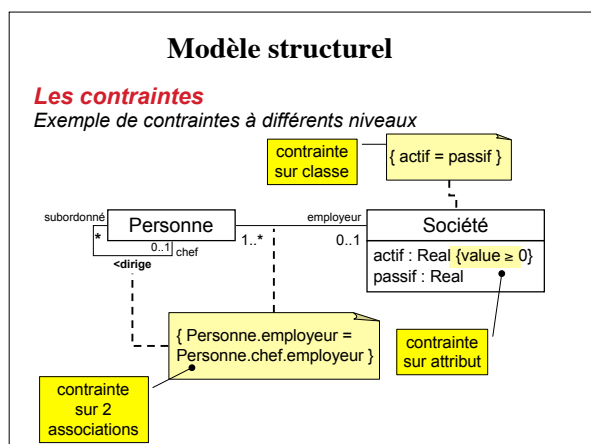 Modèle structurel
Les contraintes
Exemple de contraintes à différents niveaux
contrainte
sur classe
{ actif = passif }
subordonné
Personne
employeur
Société
*
0..1
chef
1..*
0..1
<dirige
actif : Real {value ≥ 0}
passif : Real
{ Personne.employeur =
Personne.chef.employeur }
contrainte
sur attribut
contrainte
sur 2
associations